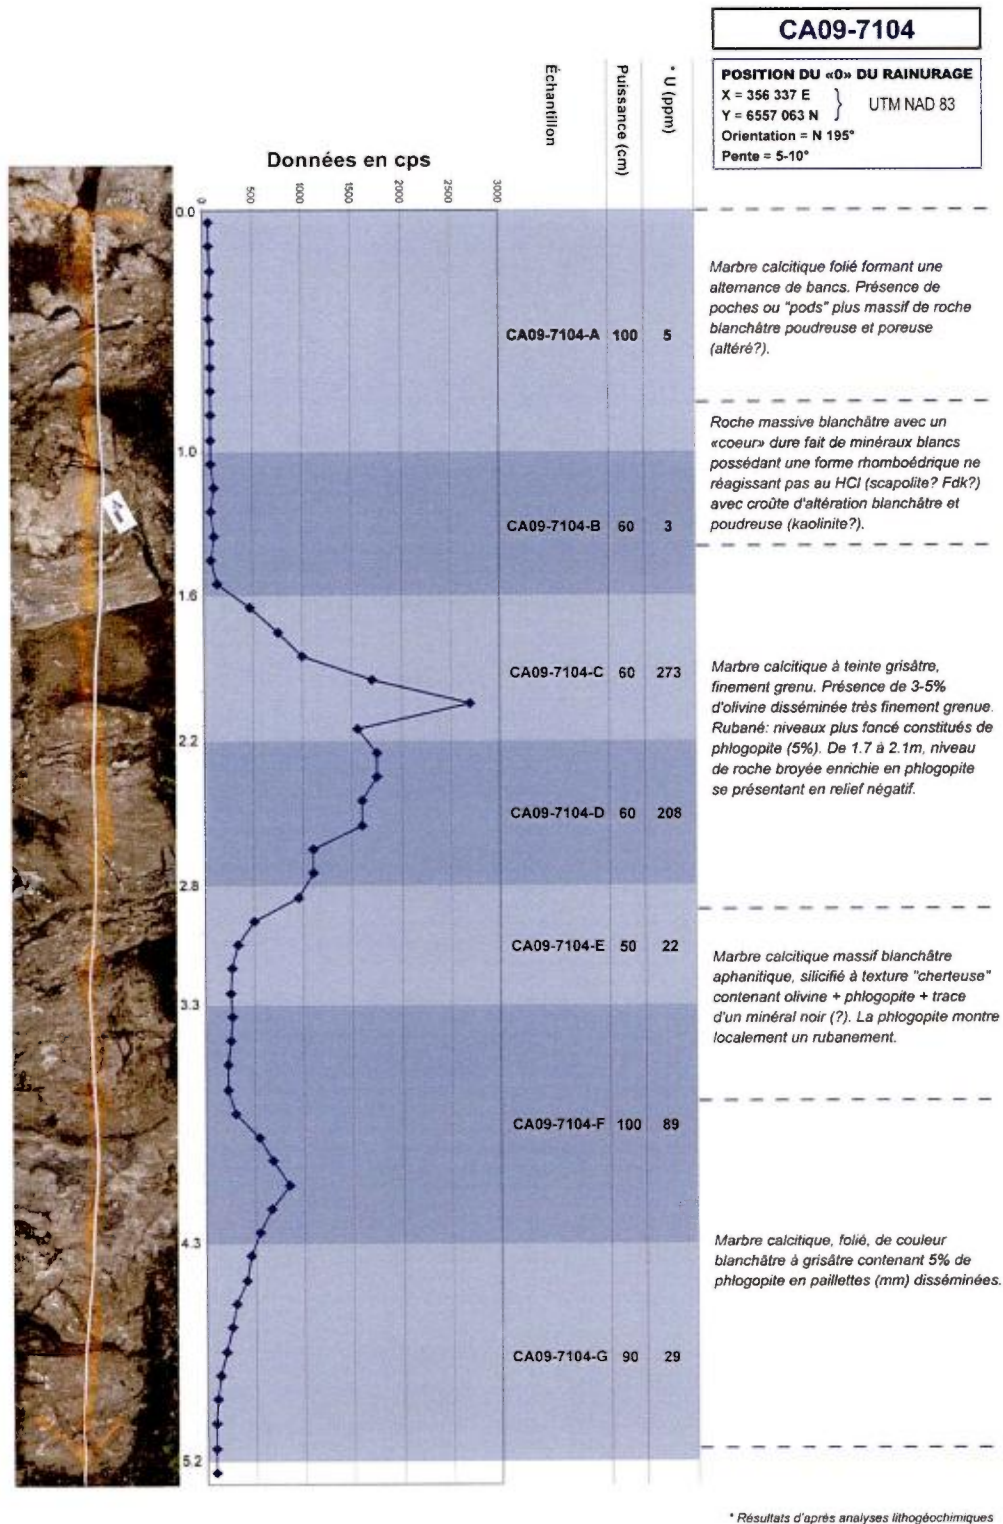 CA09-7104
POSITION DU «0» DU RAINURAGE
X = 356 337 E
Y = 6557 063 N
} UTM NAD 83
Orientation = N 195°
Pente = 5-10°
Données en cps
Échantillon
Puissance (cm)
* U (ppm)
0 500 1000 1500 2000 2500 3000
0.0
CA09-7104-A 100 5
1.0
CA09-7104-B 60 3
1.6
CA09-7104-C 60 273
2.2
CA09-7104-D 60 208
2.8
CA09-7104-E 50 22
3.3
CA09-7104-F 100 89
4.3
CA09-7104-G 90 29
5.2
Marbre calcitique folié formant une
alternance de bancs. Présence de
poches ou "pods" plus massif de roche
blanchâtre poudreuse et poreuse
(altéré?).
Roche massive blanchâtre avec un
«coeur» dure fait de minéraux blancs
possédant une forme rhomboédrique ne
réagissant pas au HCl (scapolite? Fdk?)
avec croûte d'altération blanchâtre et
poudreuse (kaolinite?).
Marbre calcitique à teinte grisâtre,
finement grenu. Présence de 3-5%
d'olivine disséminée très finement grenue.
Rubané: niveaux plus foncé constitués de
phlogopite (5%). De 1.7 à 2.1m, niveau
de roche broyée enrichie en phlogopite
se présentant en relief négatif.
Marbre calcitique massif blanchâtre
aphanitique, silicifié à texture "cherteuse"
contenant olivine + phlogopite + trace
d'un minéral noir (?). La phlogopite montre
localement un rubanement.
Marbre calcitique, folié, de couleur
blanchâtre à grisâtre contenant 5% de
phlogopite en paillettes (mm) disséminées.
* Résultats d'après analyses lithogéochimiques